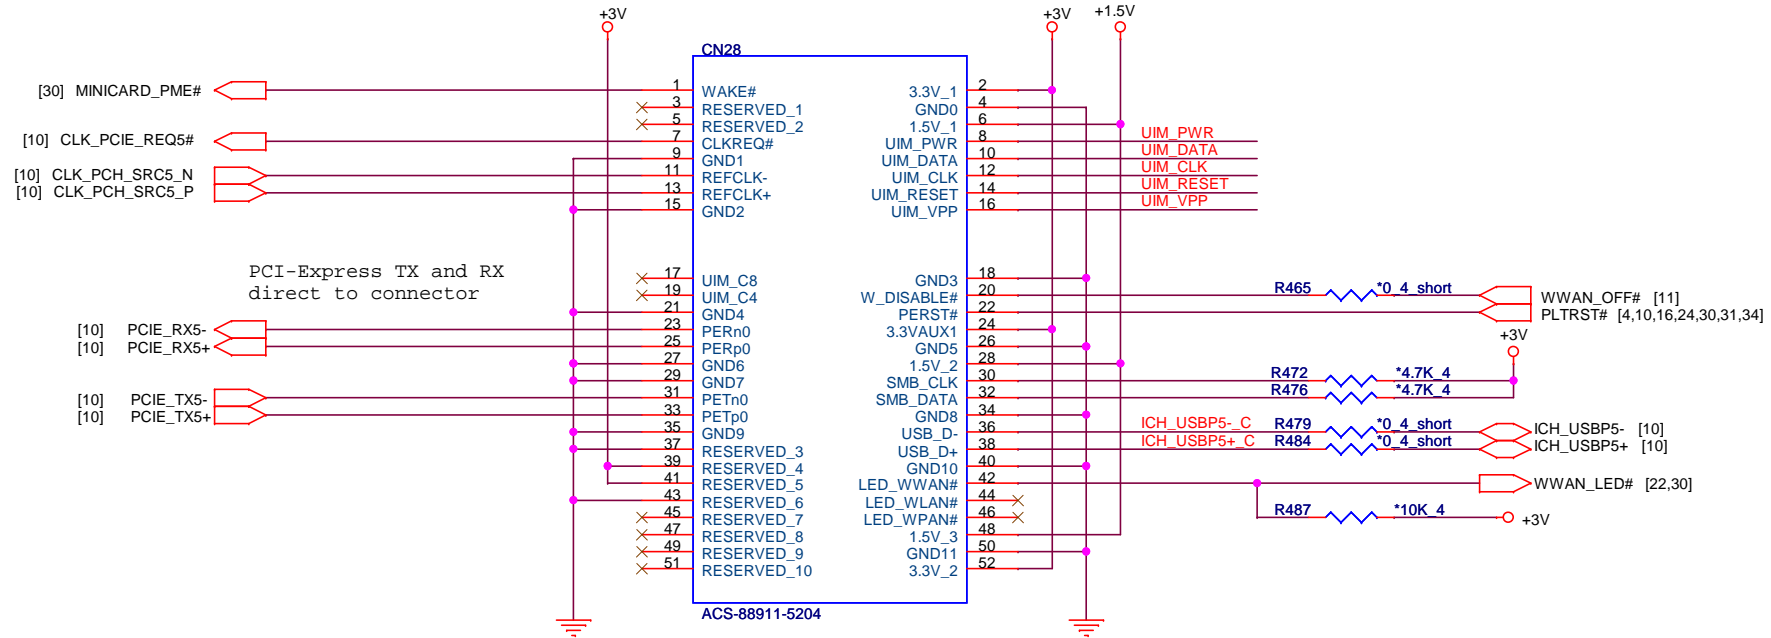 +3V +3V +1.5V
CN28
[30] MINICARD_PME# 1 WAKE# 3.3V_1 2
3 RESERVED_1 GND0 4
5 RESERVED_2 1.5V_1 6
[10] CLK_PCIE_REQ5# 7 CLKREQ# UIM_PWR 8 UIM_PWR
9 GND1 UIM_DATA 10 UIM_DATA
[10] CLK_PCH_SRC5_N 11 REFCLK- UIM_CLK 12 UIM_CLK
[10] CLK_PCH_SRC5_P 13 REFCLK+ UIM_RESET 14 UIM_RESET
15 GND2 UIM_VPP 16 UIM_VPP
PCI-Express TX and RX
direct to connector
17 UIM_C8 GND3 18
19 UIM_C4 W_DISABLE# 20 R465 *0_4_short WWAN_OFF# [11]
21 GND4 PERST# 22 PLTRST# [4,10,16,24,30,31,34]
[10] PCIE_RX5- 23 PERn0 3.3VAUX1 24
[10] PCIE_RX5+ 25 PERp0 GND5 26
+3V
27 GND6 1.5V_2 28
29 GND7 SMB_CLK 30 R472 *4.7K_4
[10] PCIE_TX5- 31 PETn0 SMB_DATA 32 R476 *4.7K_4
[10] PCIE_TX5+ 33 PETp0 GND8 34
35 GND9 USB_D- 36 ICH_USBP5-_C R479 *0_4_short ICH_USBP5- [10]
37 RESERVED_3 USB_D+ 38 ICH_USBP5+_C R484 *0_4_short ICH_USBP5+ [10]
39 RESERVED_4 GND10 40
41 RESERVED_5 LED_WWAN# 42 WWAN_LED# [22,30]
43 RESERVED_6 LED_WLAN# 44
45 RESERVED_7 LED_WPAN# 46 R487 *10K_4 +3V
47 RESERVED_8 1.5V_3 48
49 RESERVED_9 GND11 50
51 RESERVED_10 3.3V_2 52
ACS-88911-5204